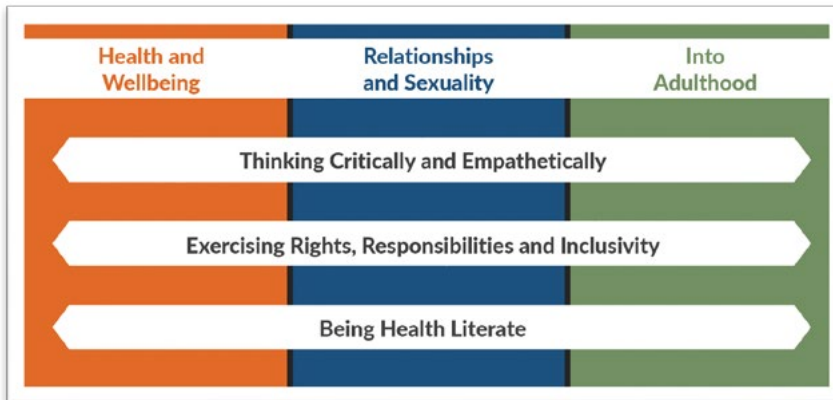 Health and
Wellbeing
Relationships
and Sexuality
Into
Adulthood
Thinking Critically and Empathetically
Exercising Rights, Responsibilities and Inclusivity
Being Health Literate